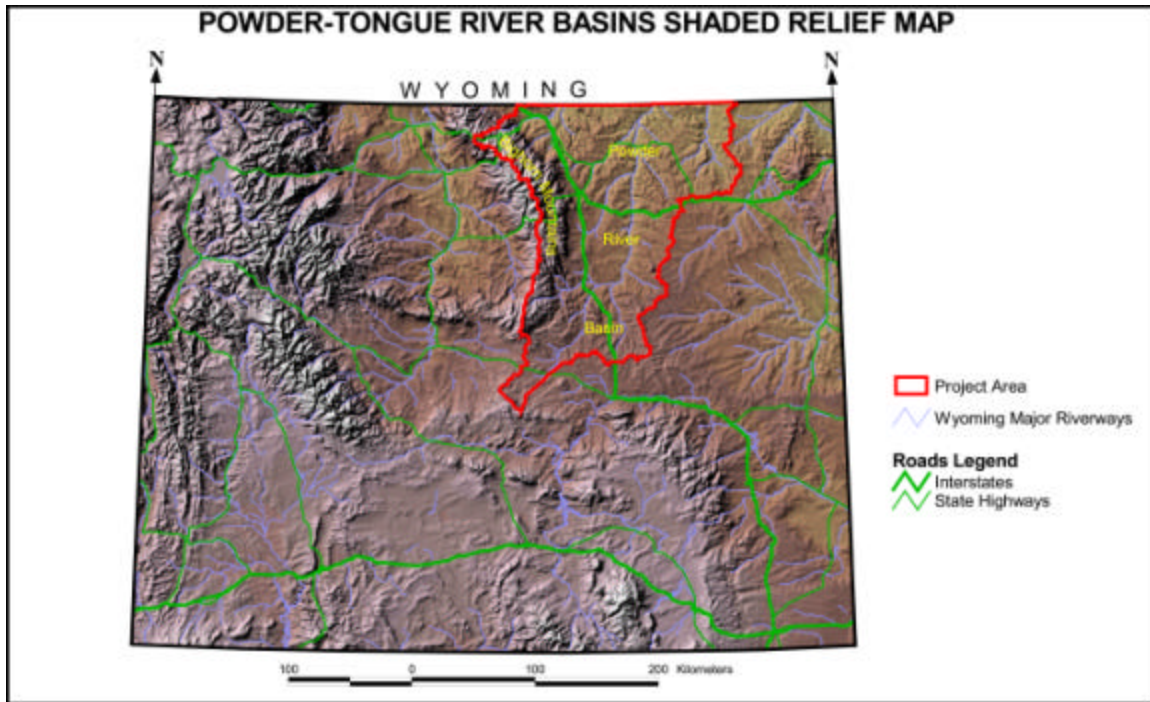 POWDER-TONGUE RIVER BASINS SHADED RELIEF MAP
N
N
WYOMING
Powder
Mountains
River
Basin
Project Area
Wyoming Major Riverways
Roads Legend
Interstates
State Highways
100
0
100
200
Kilometers